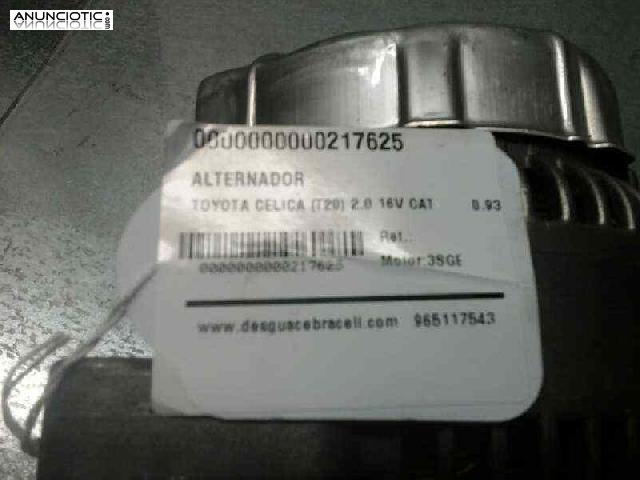 ANUNCIOTIC.es
0000000000217625
ALTERNADOR
TOYOTA CELICA (T20) 2.0 16V CAT 0.93
Ref.:
0000000000217625 Motor:3SGE
www.desguacebraceli.com 965117543